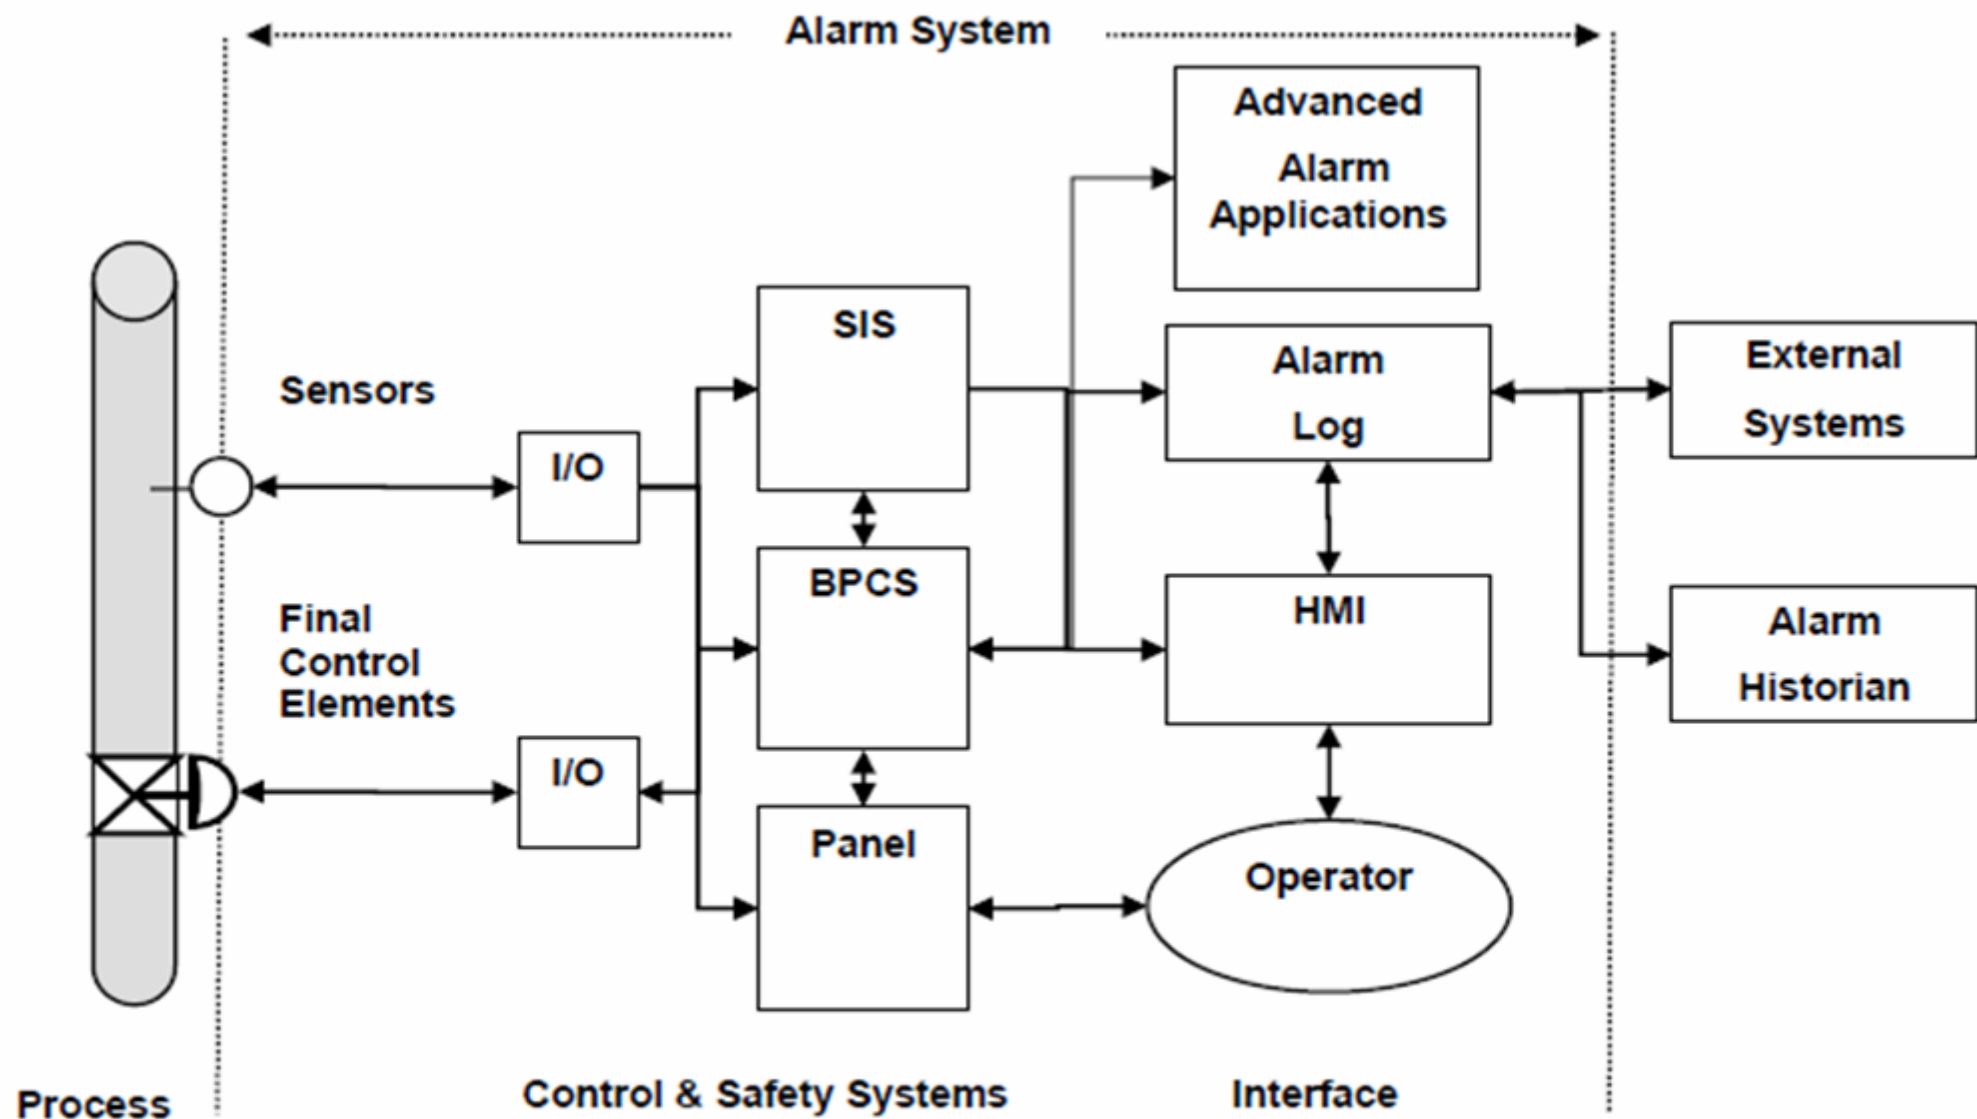 Alarm System
Advanced
Alarm
Applications
SIS
Sensors
Alarm
Log
External
Systems
I/O
BPCS
HMI
Final
Control
Elements
Alarm
Historian
I/O
Panel
Operator
Process
Control & Safety Systems
Interface